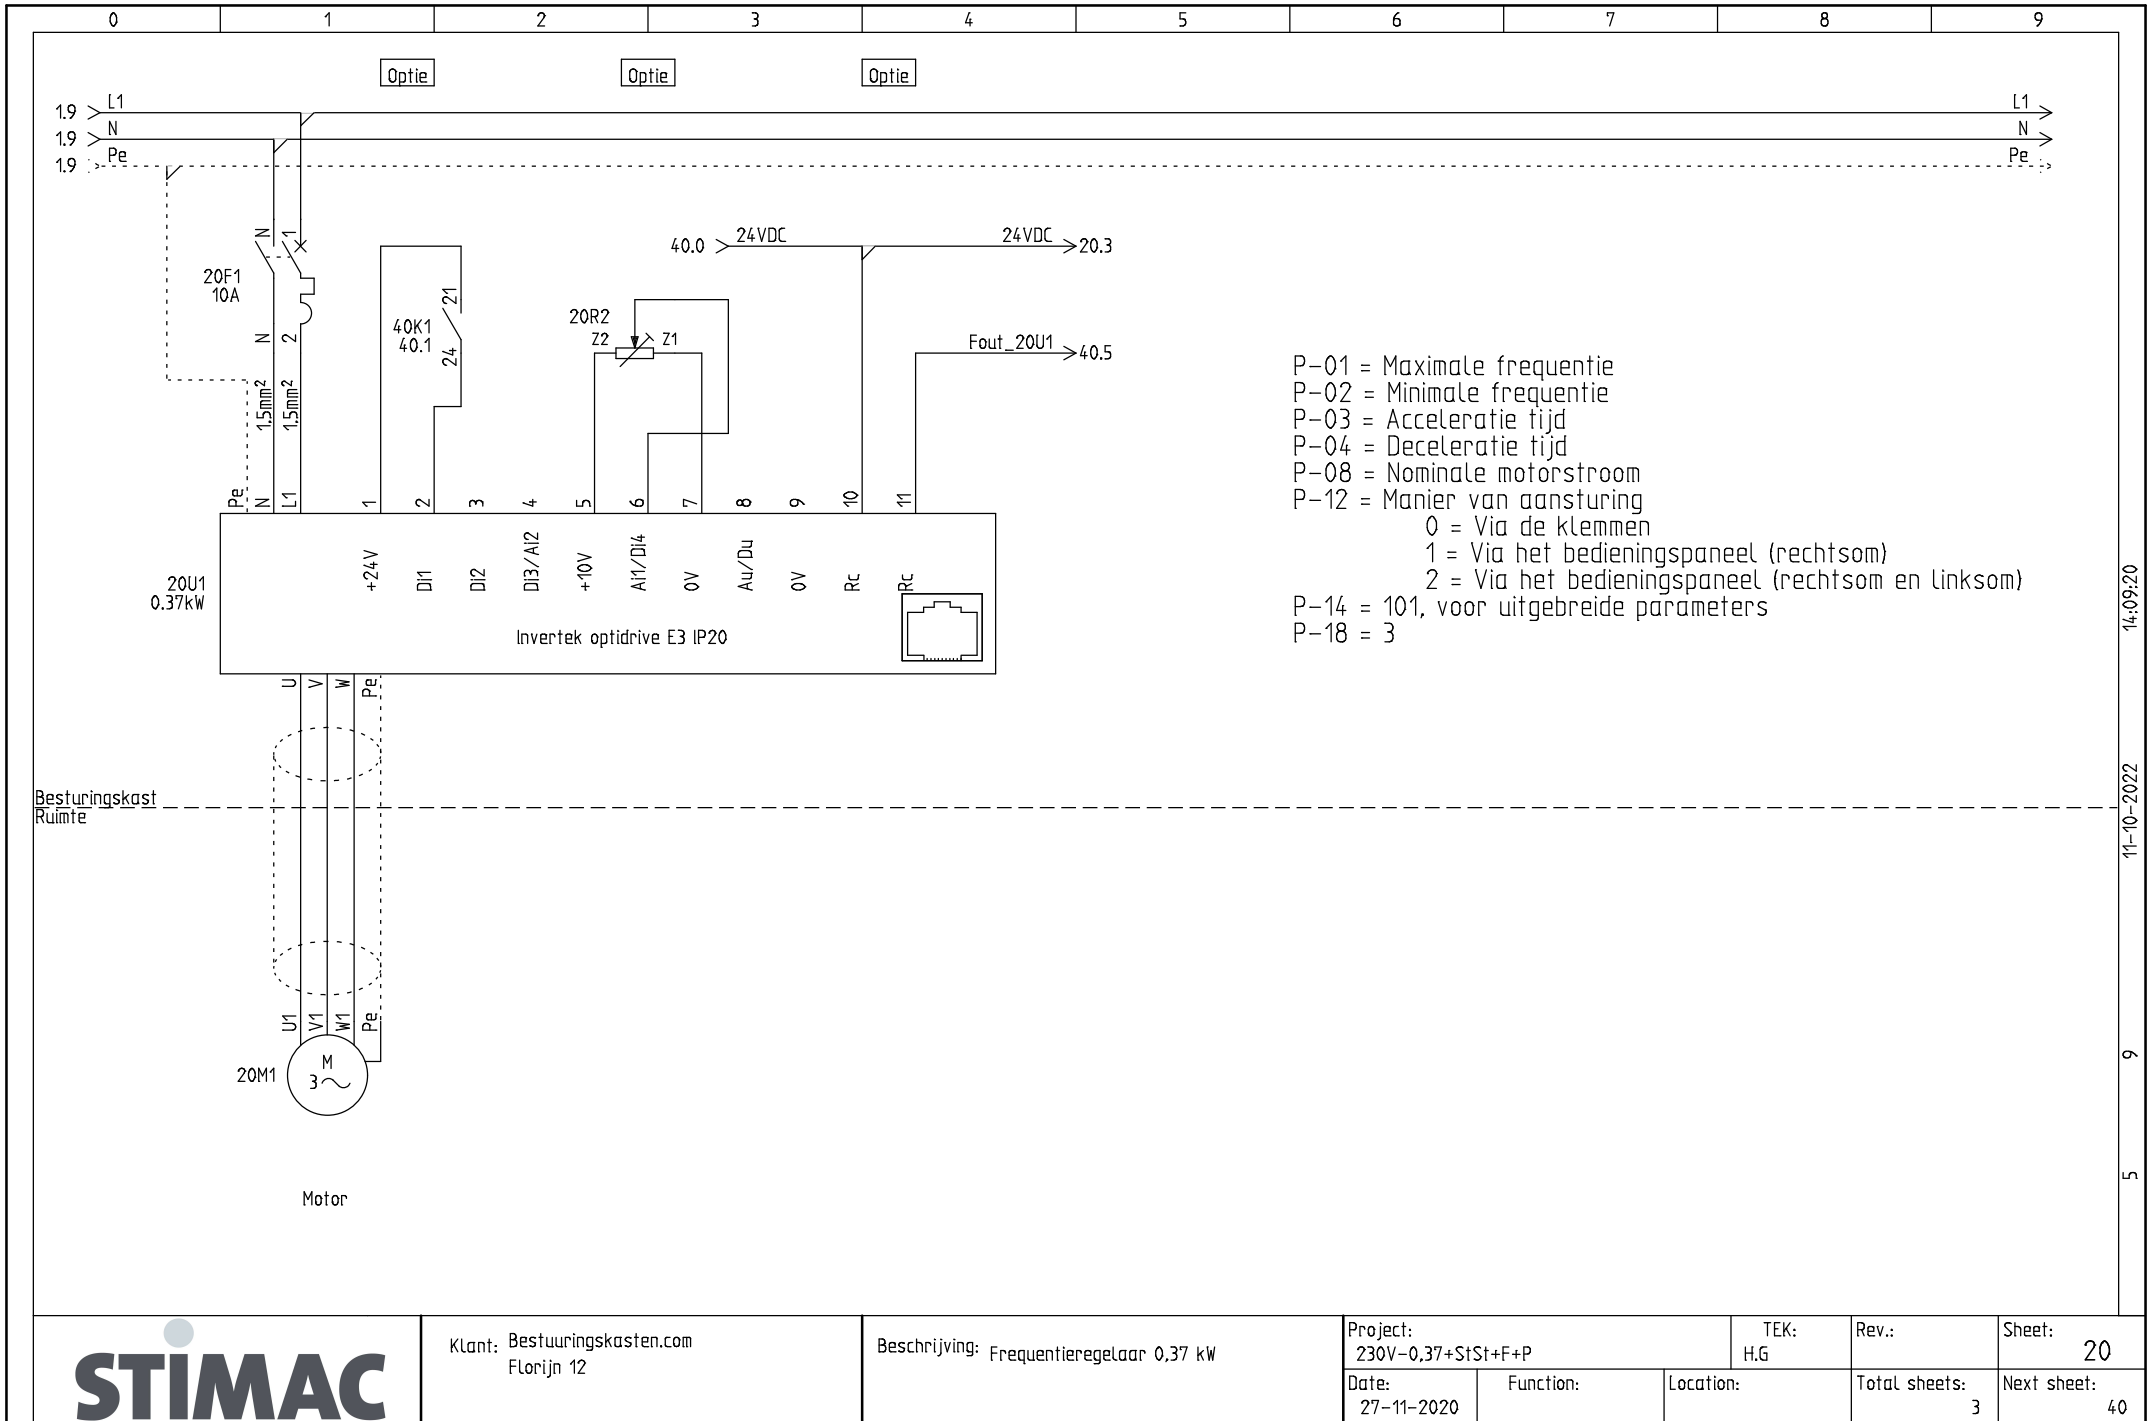 0 1 2 3 4 5 6 7 8 9
Optie Optie Optie
1.9 L1 L1
1.9 N N
1.9 Pe Pe
N 1
20F1
10A
N 2
1.5mm² 1.5mm²
21
40K1
40.1
24
40.0 24VDC 24VDC 20.3
20R2
Z2 Z1
Fout_20U1 40.5
P-01 = Maximale frequentie
P-02 = Minimale frequentie
P-03 = Acceleratie tijd
P-04 = Deceleratie tijd
P-08 = Nominale motorstroom
P-12 = Manier van aansturing
0 = Via de klemmen
1 = Via het bedieningspaneel (rechtsom)
2 = Via het bedieningspaneel (rechtsom en linksom)
P-14 = 101, voor uitgebreide parameters
P-18 = 3
Pe N L1 1 2 3 4 5 6 7 8 9 10 11
+24V Di1 Di2 Di3/Ai2 +10V Ai1/Di4 0V Au/Du 0V Rc Rc
20U1
0.37kW
Invertek optidrive E3 IP20
U V W Pe
Besturingskast
Ruimte
U1 V1 W1 Pe
20M1
M
3
Motor
14:09:20
11-10-2022
9
5
STIMAC
Klant: Bestuuringskasten.com
Florijn 12
Beschrijving: Frequentieregelaar 0,37 kW
Project:
230V-0,37+StSt+F+P
TEK:
H.G
Rev.:
Sheet:
20
Date:
27-11-2020
Function:
Location:
Total sheets:
3
Next sheet:
40